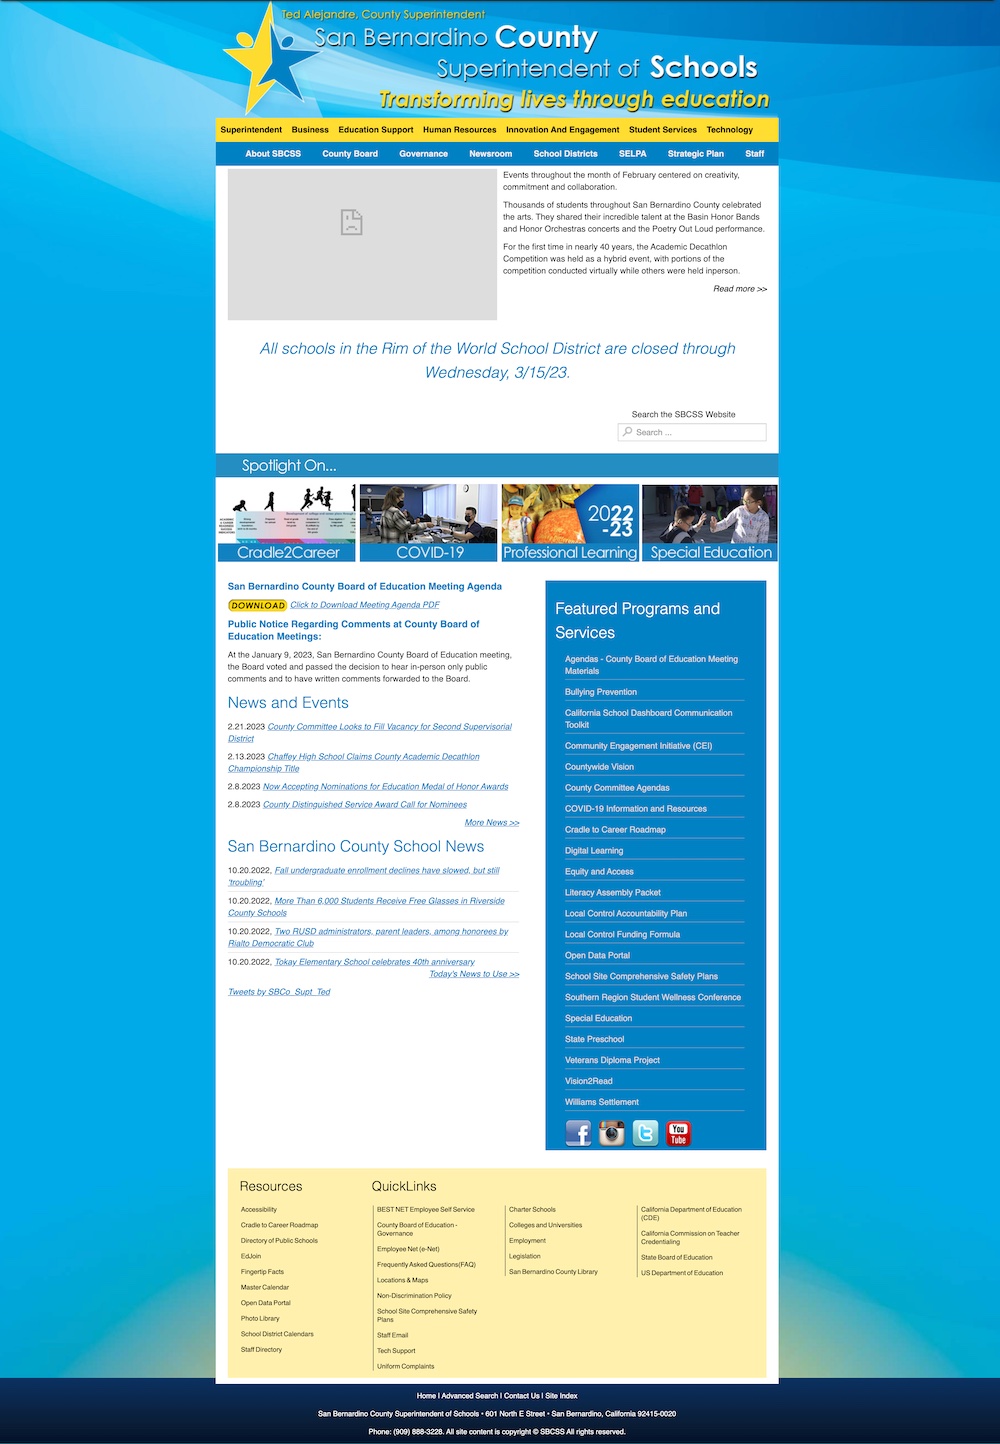 Ted Alejandre, County Superintendent
San Bernardino County
Superintendent of Schools
Transforming lives through education
Superintendent Business Education Support Human Resources Innovation And Engagement Student Services Technology
About SBCSS County Board Governance Newsroom School Districts SELPA Strategic Plan Staff
Events throughout the month of February centered on creativity,
commitment and collaboration.
Thousands of students throughout San Bernardino County celebrated
the arts. They shared their incredible talent at the Basin Honor Bands
and Honor Orchestras concerts and the Poetry Out Loud performance.
For the first time in nearly 40 years, the Academic Decathlon
Competition was held as a hybrid event, with portions of the
competition conducted virtually while others were held inperson.
Read more >>
All schools in the Rim of the World School District are closed through
Wednesday, 3/15/23.
Search the SBCSS Website
Search ...
Spotlight On...
2022
-23
Cradle2Career COVID-19 Professional Learning Special Education
San Bernardino County Board of Education Meeting Agenda
DOWNLOAD Click to Download Meeting Agenda PDF
Public Notice Regarding Comments at County Board of
Education Meetings:
At the January 9, 2023, San Bernardino County Board of Education meeting,
the Board voted and passed the decision to hear in-person only public
comments and to have written comments forwarded to the Board.
News and Events
2.21.2023 County Committee Looks to Fill Vacancy for Second Supervisorial
District
2.13.2023 Chaffey High School Claims County Academic Decathlon
Championship Title
2.8.2023 Now Accepting Nominations for Education Medal of Honor Awards
2.8.2023 County Distinguished Service Award Call for Nominees
More News >>
San Bernardino County School News
10.20.2022, Fall undergraduate enrollment declines have slowed, but still
'troubling'
10.20.2022, More Than 6,000 Students Receive Free Glasses in Riverside
County Schools
10.20.2022, Two RUSD administrators, parent leaders, among honorees by
Rialto Democratic Club
10.20.2022, Tokay Elementary School celebrates 40th anniversary
Today's News to Use >>
Tweets by SBCo_Supt_Ted
Featured Programs and
Services
Agendas - County Board of Education Meeting
Materials
Bullying Prevention
California School Dashboard Communication
Toolkit
Community Engagement Initiative (CEI)
Countywide Vision
County Committee Agendas
COVID-19 Information and Resources
Cradle to Career Roadmap
Digital Learning
Equity and Access
Literacy Assembly Packet
Local Control Accountability Plan
Local Control Funding Formula
Open Data Portal
School Site Comprehensive Safety Plans
Southern Region Student Wellness Conference
Special Education
State Preschool
Veterans Diploma Project
Vision2Read
Williams Settlement
You
Tube
Resources
Accessibility
Cradle to Career Roadmap
Directory of Public Schools
EdJoin
Fingertip Facts
Master Calendar
Open Data Portal
Photo Library
School District Calendars
Staff Directory
QuickLinks
BEST NET Employee Self Service
County Board of Education -
Governance
Employee Net (e-Net)
Frequently Asked Questions(FAQ)
Locations & Maps
Non-Discrimination Policy
School Site Comprehensive Safety
Plans
Staff Email
Tech Support
Uniform Complaints
Charter Schools
Colleges and Universities
Employment
Legislation
San Bernardino County Library
California Department of Education
(CDE)
California Commission on Teacher
Credentialing
State Board of Education
US Department of Education
Home | Advanced Search | Contact Us | Site Index
San Bernardino County Superintendent of Schools • 601 North E Street • San Bernardino, California 92415-0020
Phone: (909) 888-3228. All site content is copyright © SBCSS All rights reserved.